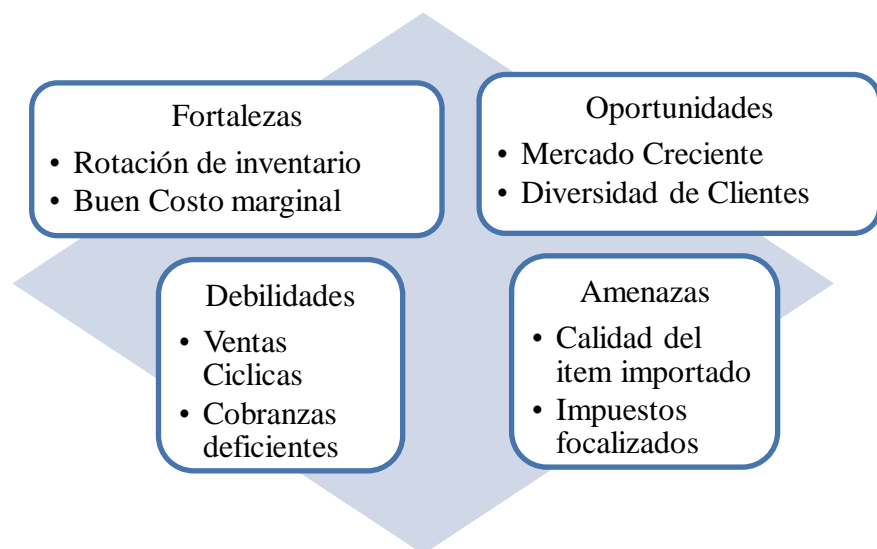 Fortalezas
• Rotación de inventario
• Buen Costo marginal
Oportunidades
• Mercado Creciente
• Diversidad de Clientes
Debilidades
• Ventas
Ciclicas
• Cobranzas
deficientes
Amenazas
• Calidad del
item importado
• Impuestos
focalizados